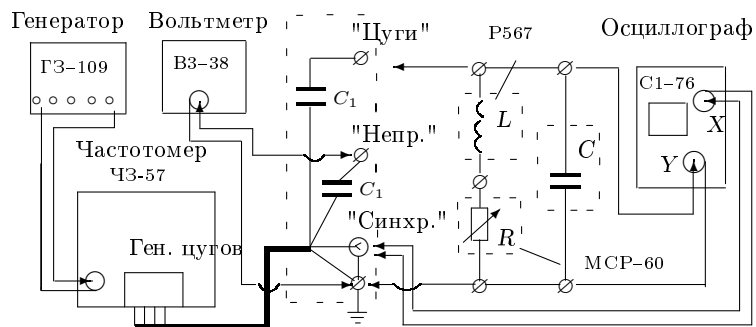 Генератор
Вольтметр
"Цуги"
Р567
Осциллограф
ГЗ–109
ВЗ–38
С1–76
C1
L
X
"Непр."
C
Частотомер
Y
ЧЗ-57
C1
"Синхр."
R
Ген. цугов
МСР–60